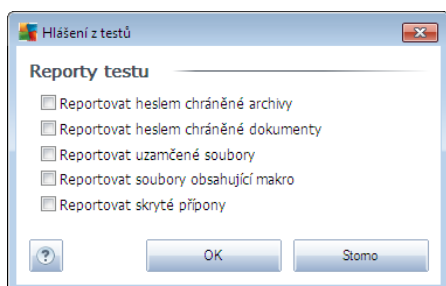 Hlášení z testů
Reporty testu
Reportovat heslem chráněné archivy
Reportovat heslem chráněné dokumenty
Reportovat uzamčené soubory
Reportovat soubory obsahující makro
Reportovat skryté přípony
? OK Stomo